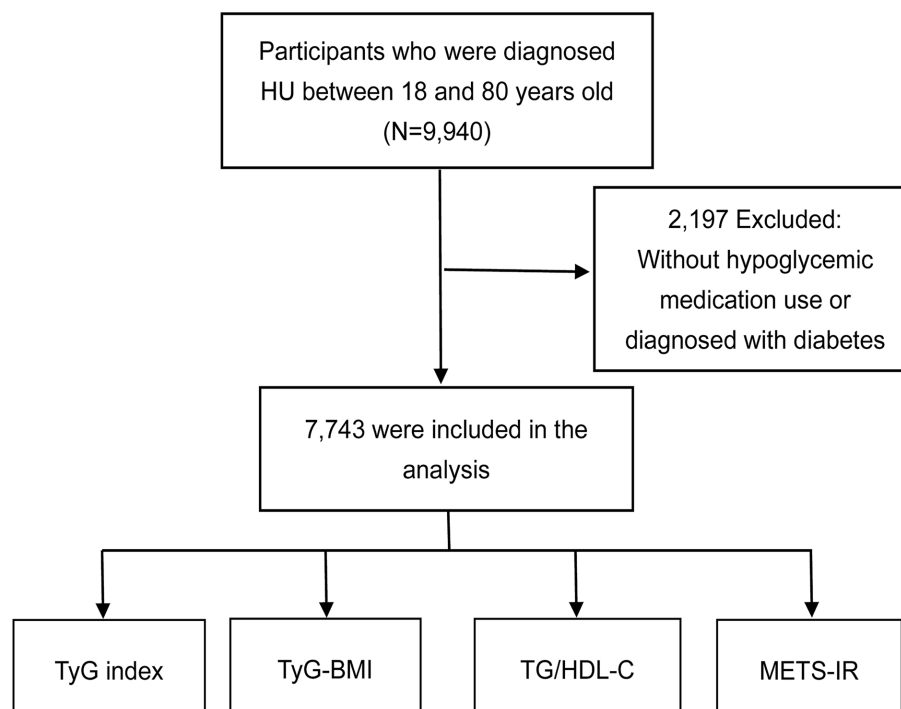 Participants who were diagnosed
HU between 18 and 80 years old
(N=9,940)
2,197 Excluded:
Without hypoglycemic
medication use or
diagnosed with diabetes
7,743 were included in the
analysis
TyG index
TyG-BMI
TG/HDL-C
METS-IR